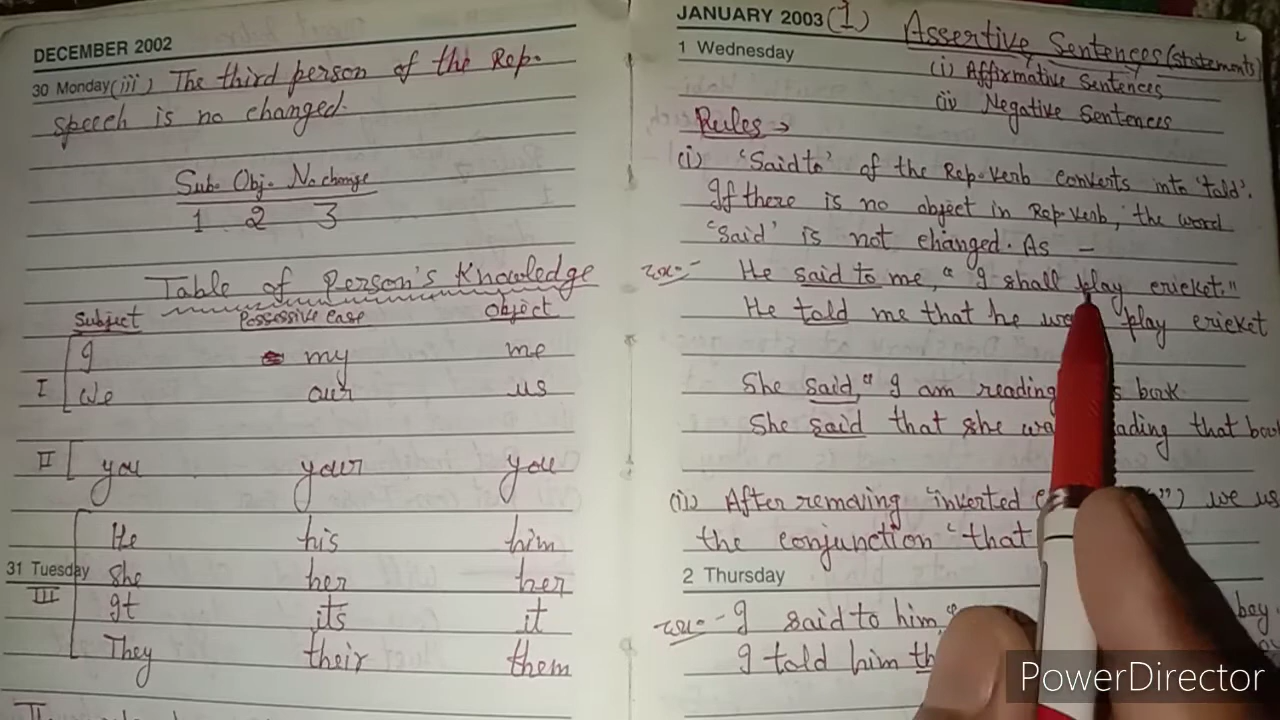 DECEMBER 2002
30 Monday (iii) The third person of the Rep.
speech is no changed.
Sub. Obj. No change
1 2 3
Table of Person's Knowledge
Subject Possessive case Object
I I my me
We our us
II you your you
He his him
31 Tuesday She her her
III It its it
They their them
JANUARY 2003 (1) Assertive Sentences (Statements) 2
1 Wednesday (i) Affirmative Sentences
(ii) Negative Sentences
Rules →
(i) 'Said to' of the Rep. verb converts into 'told'.
If there is no object in Rep. verb, the word
'Said' is not changed. As –
Ex:- He said to me, "I shall play cricket."
He told me that he play cricket
She said, "I am reading book.
She said that she that
(ii) After removing 'inverted we
the conjunction 'that
2 Thursday
Ex:- I said to him, "
I told him
PowerDirector